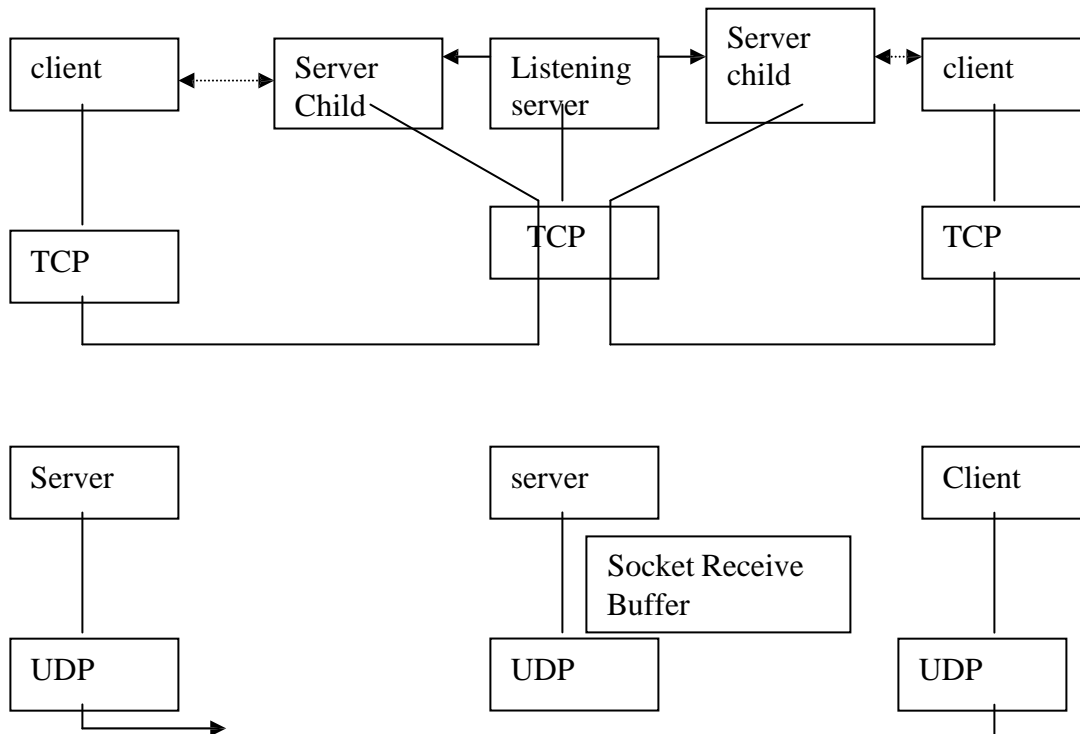 client
Server
Child
Listening
server
Server
child
client
TCP
TCP
TCP
Server
server
Client
Socket Receive
Buffer
UDP
UDP
UDP